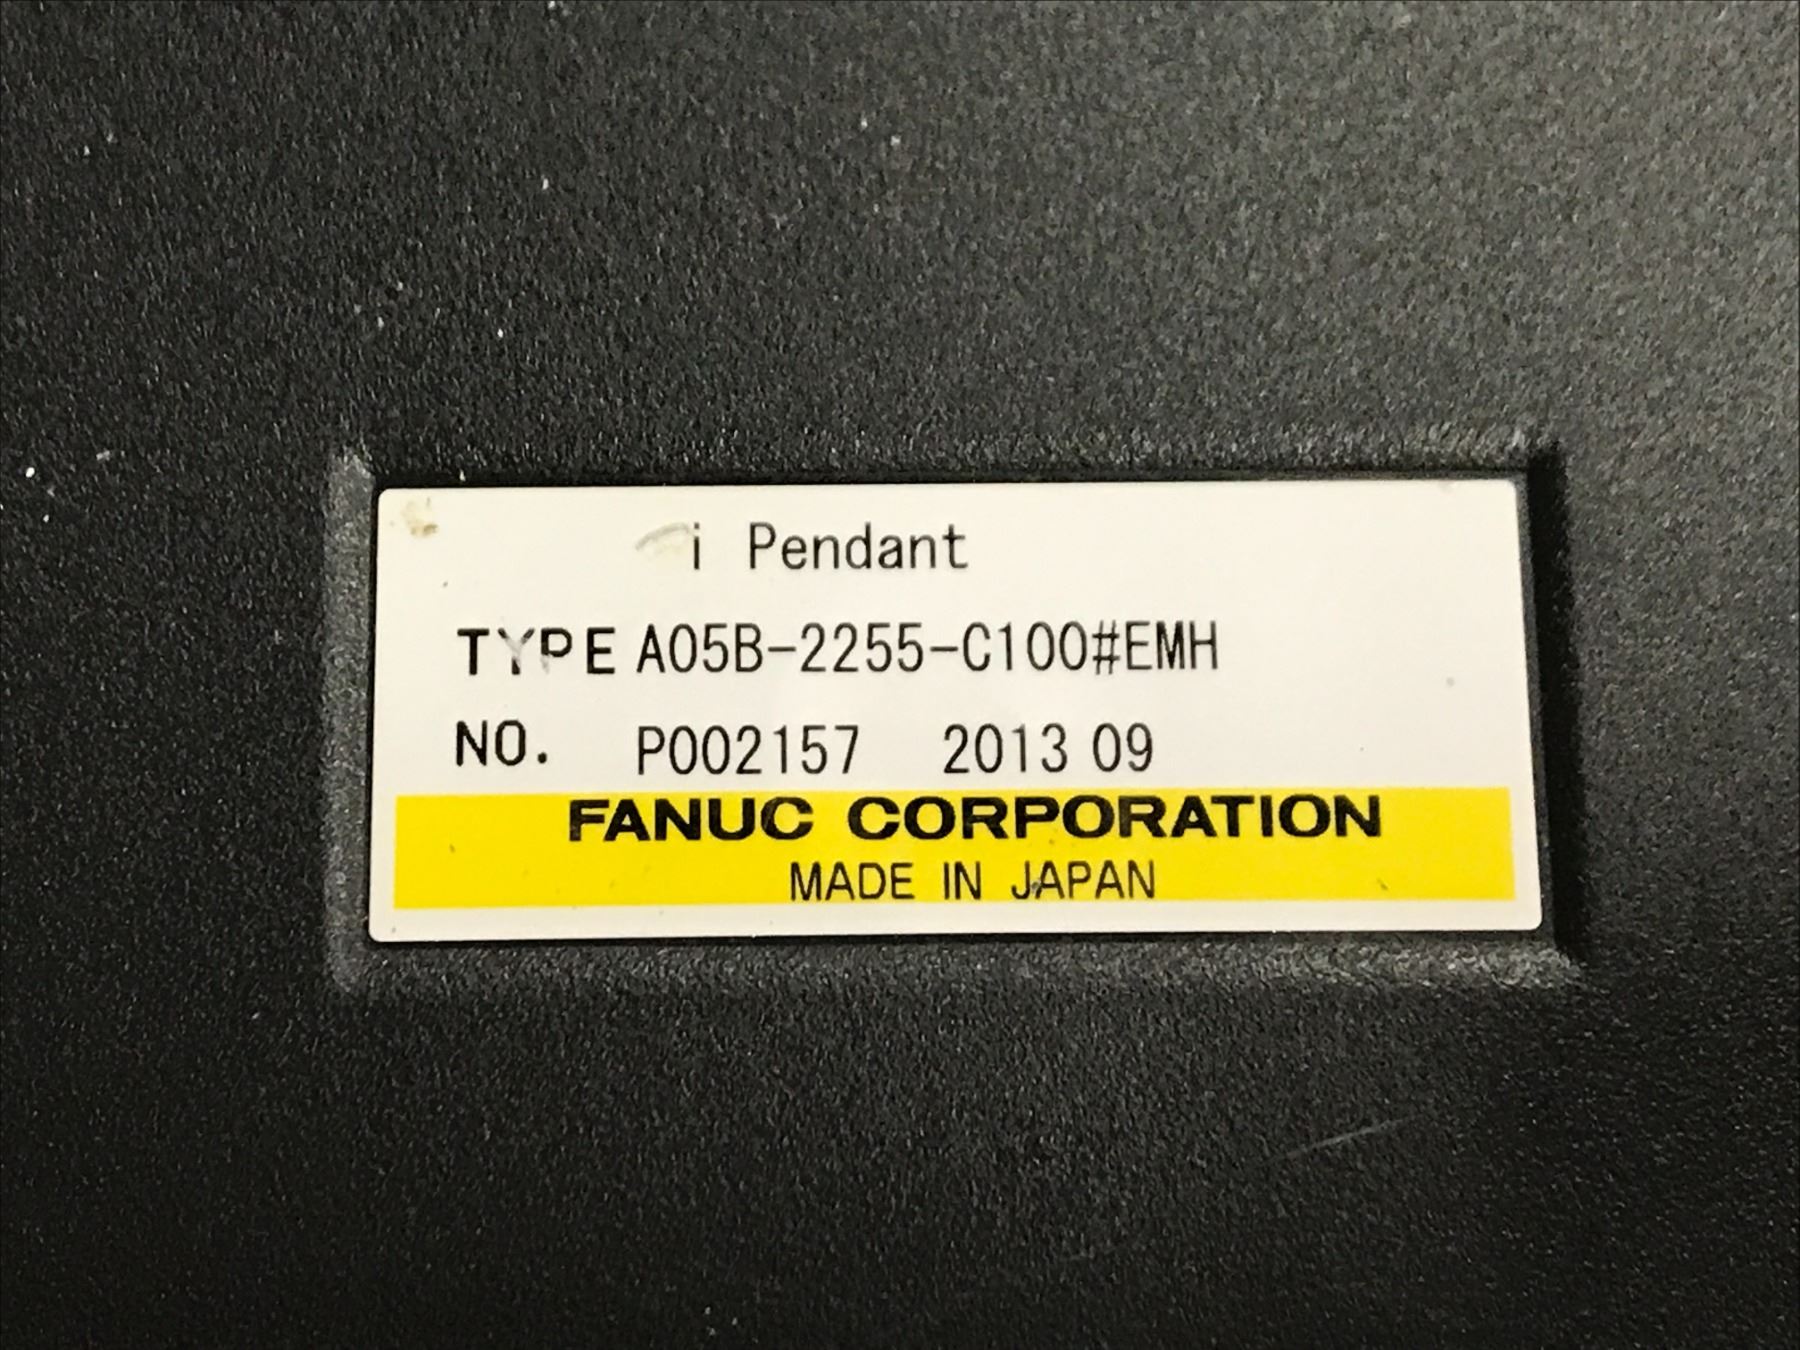 i Pendant
TYPE A05B-2255-C100#EMH
NO. P002157 2013 09
FANUC CORPORATION
MADE IN JAPAN